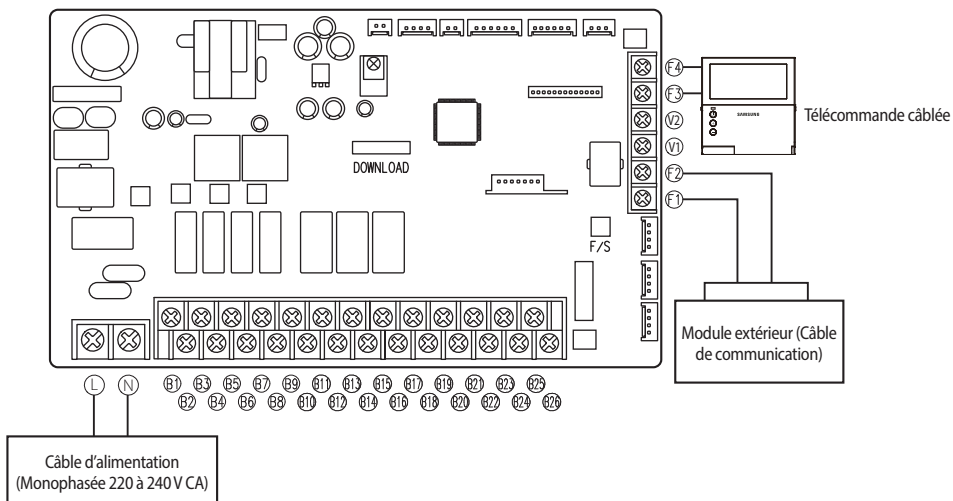 F4
F3
V2
V1
F2
F1
SAMSUNG
Télécommande câblée
DOWNLOAD
F/S
Module extérieur (Câble
de communication)
L N B1 B3 B5 B7 B9 B11 B13 B15 B17 B19 B21 B23 B25
B2 B4 B6 B8 B10 B12 B14 B16 B18 B20 B22 B24 B26
Câble d'alimentation
(Monophasée 220 à 240 V CA)